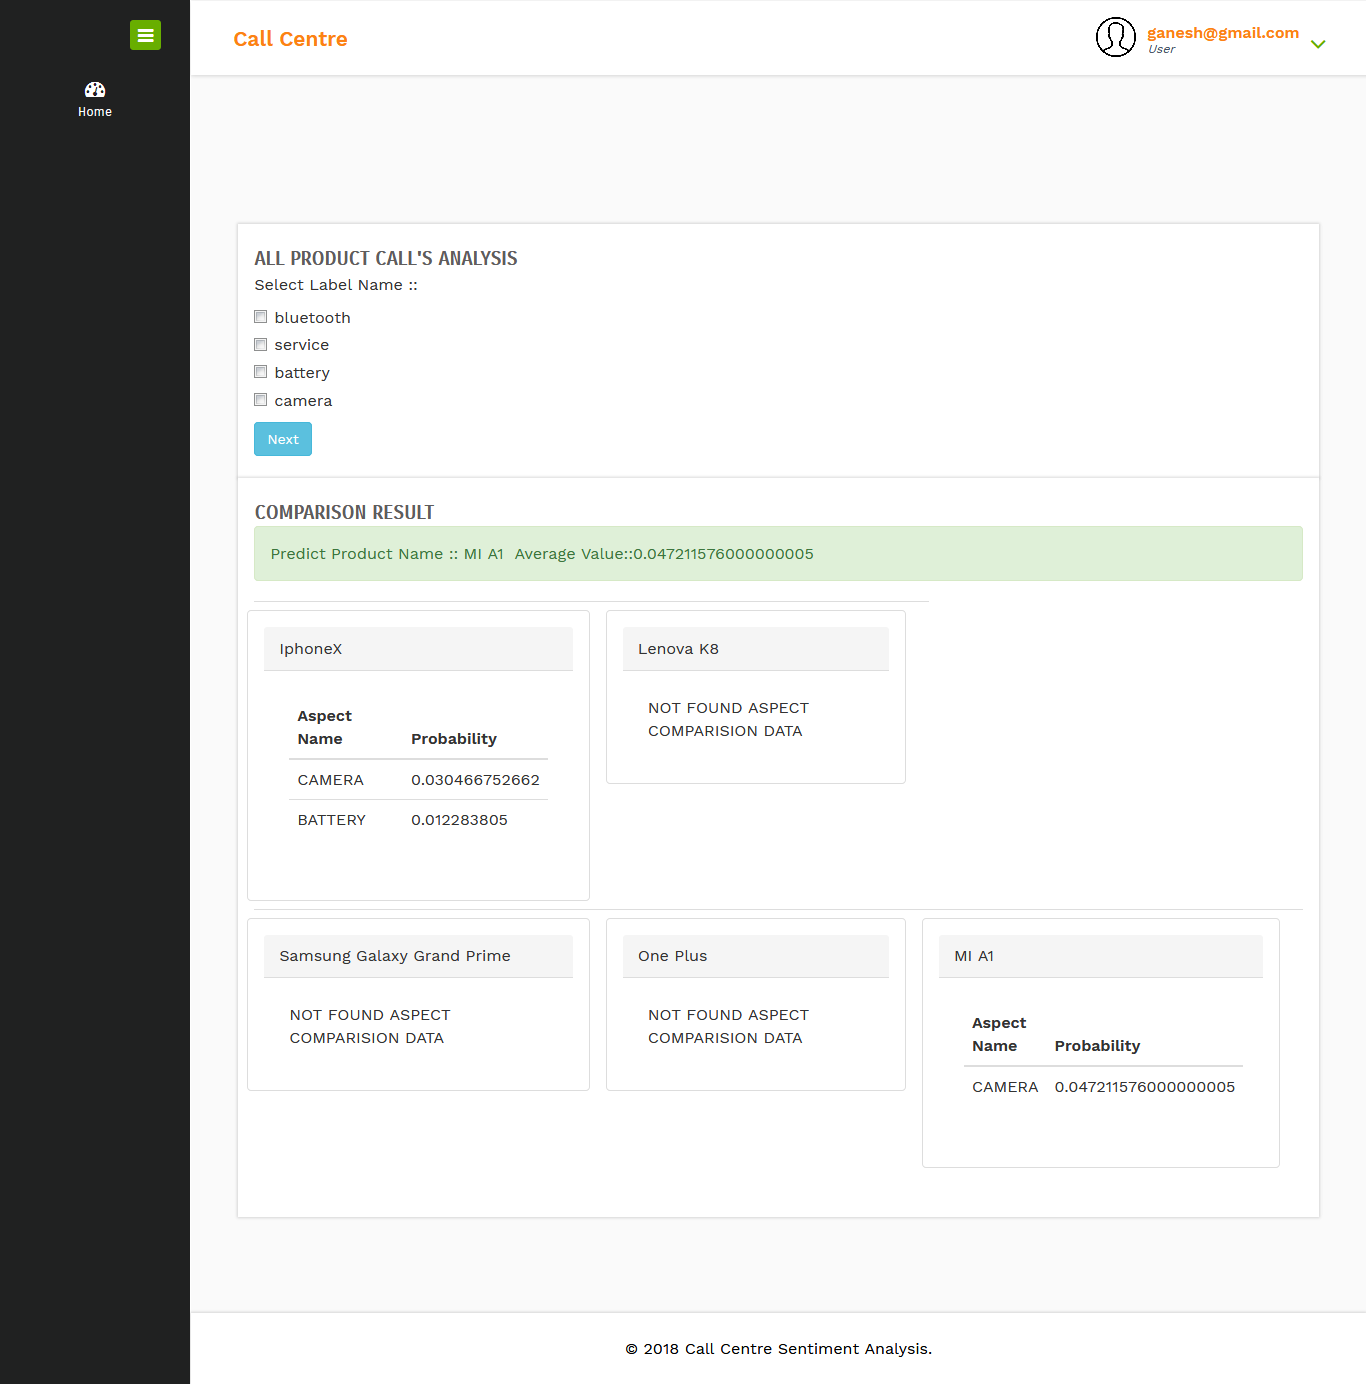 Call Centre
ganesh@gmail.com
User
Home
ALL PRODUCT CALL'S ANALYSIS
Select Label Name ::
bluetooth
service
battery
camera
Next
COMPARISON RESULT
Predict Product Name :: MI A1 Average Value::0.047211576000000005
IphoneX
Aspect
Name Probability
CAMERA 0.030466752662
BATTERY 0.012283805
Lenova K8
NOT FOUND ASPECT
COMPARISION DATA
Samsung Galaxy Grand Prime
NOT FOUND ASPECT
COMPARISION DATA
One Plus
NOT FOUND ASPECT
COMPARISION DATA
MI A1
Aspect
Name Probability
CAMERA 0.047211576000000005
© 2018 Call Centre Sentiment Analysis.